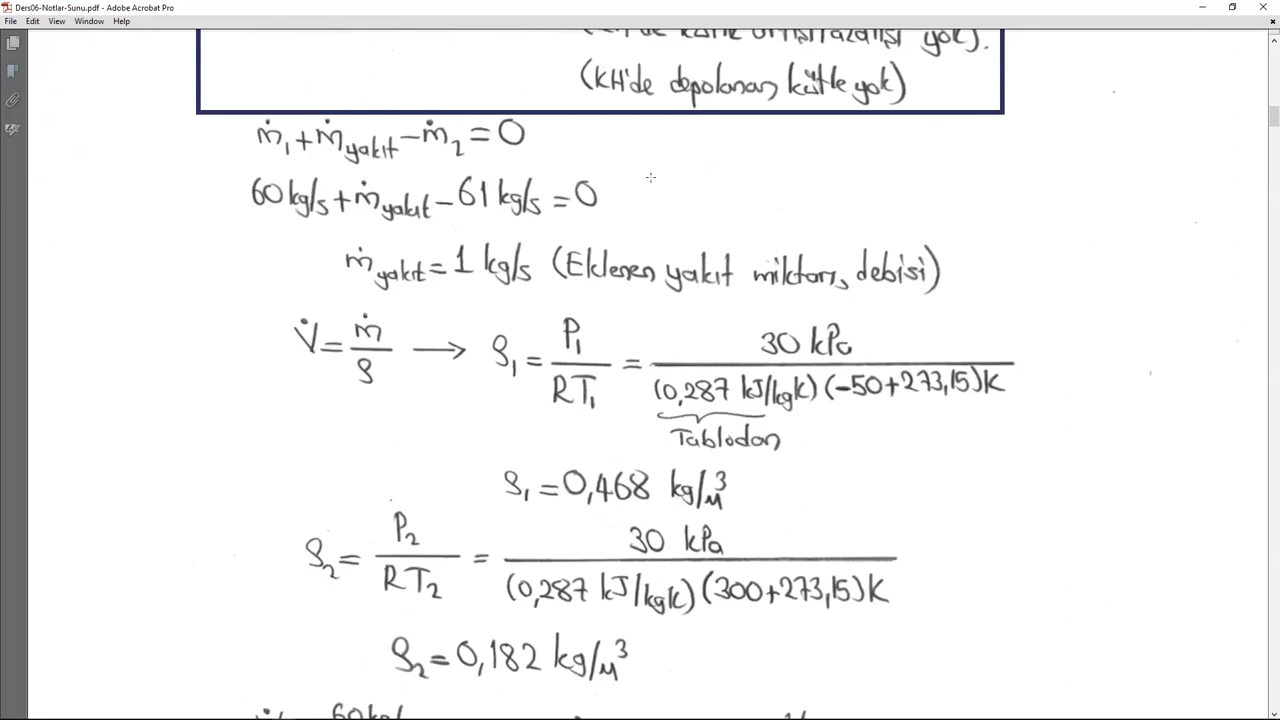 Ders06-Notlar-Sunu.pdf - Adobe Acrobat Pro
File Edit View Window Help
yok).
(KH'de depolanan kütle yok)
ṁ₁ + ṁyakıt − ṁ₂ = 0
60 kg/s + ṁyakıt − 61 kg/s = 0
ṁyakıt = 1 kg/s (Eklenen yakıt miktarı, debisi)
V̇ = ṁ/ρ → ρ₁ = P₁/RT₁ = 30 kPa/(0,287 kJ/kgK)(−50+273,15)K
Tablodan
ρ₁ = 0,468 kg/m³
ρ₂ = P₂/RT₂ = 30 kPa/(0,287 kJ/kgK)(300+273,15)K
ρ₂ = 0,182 kg/m³